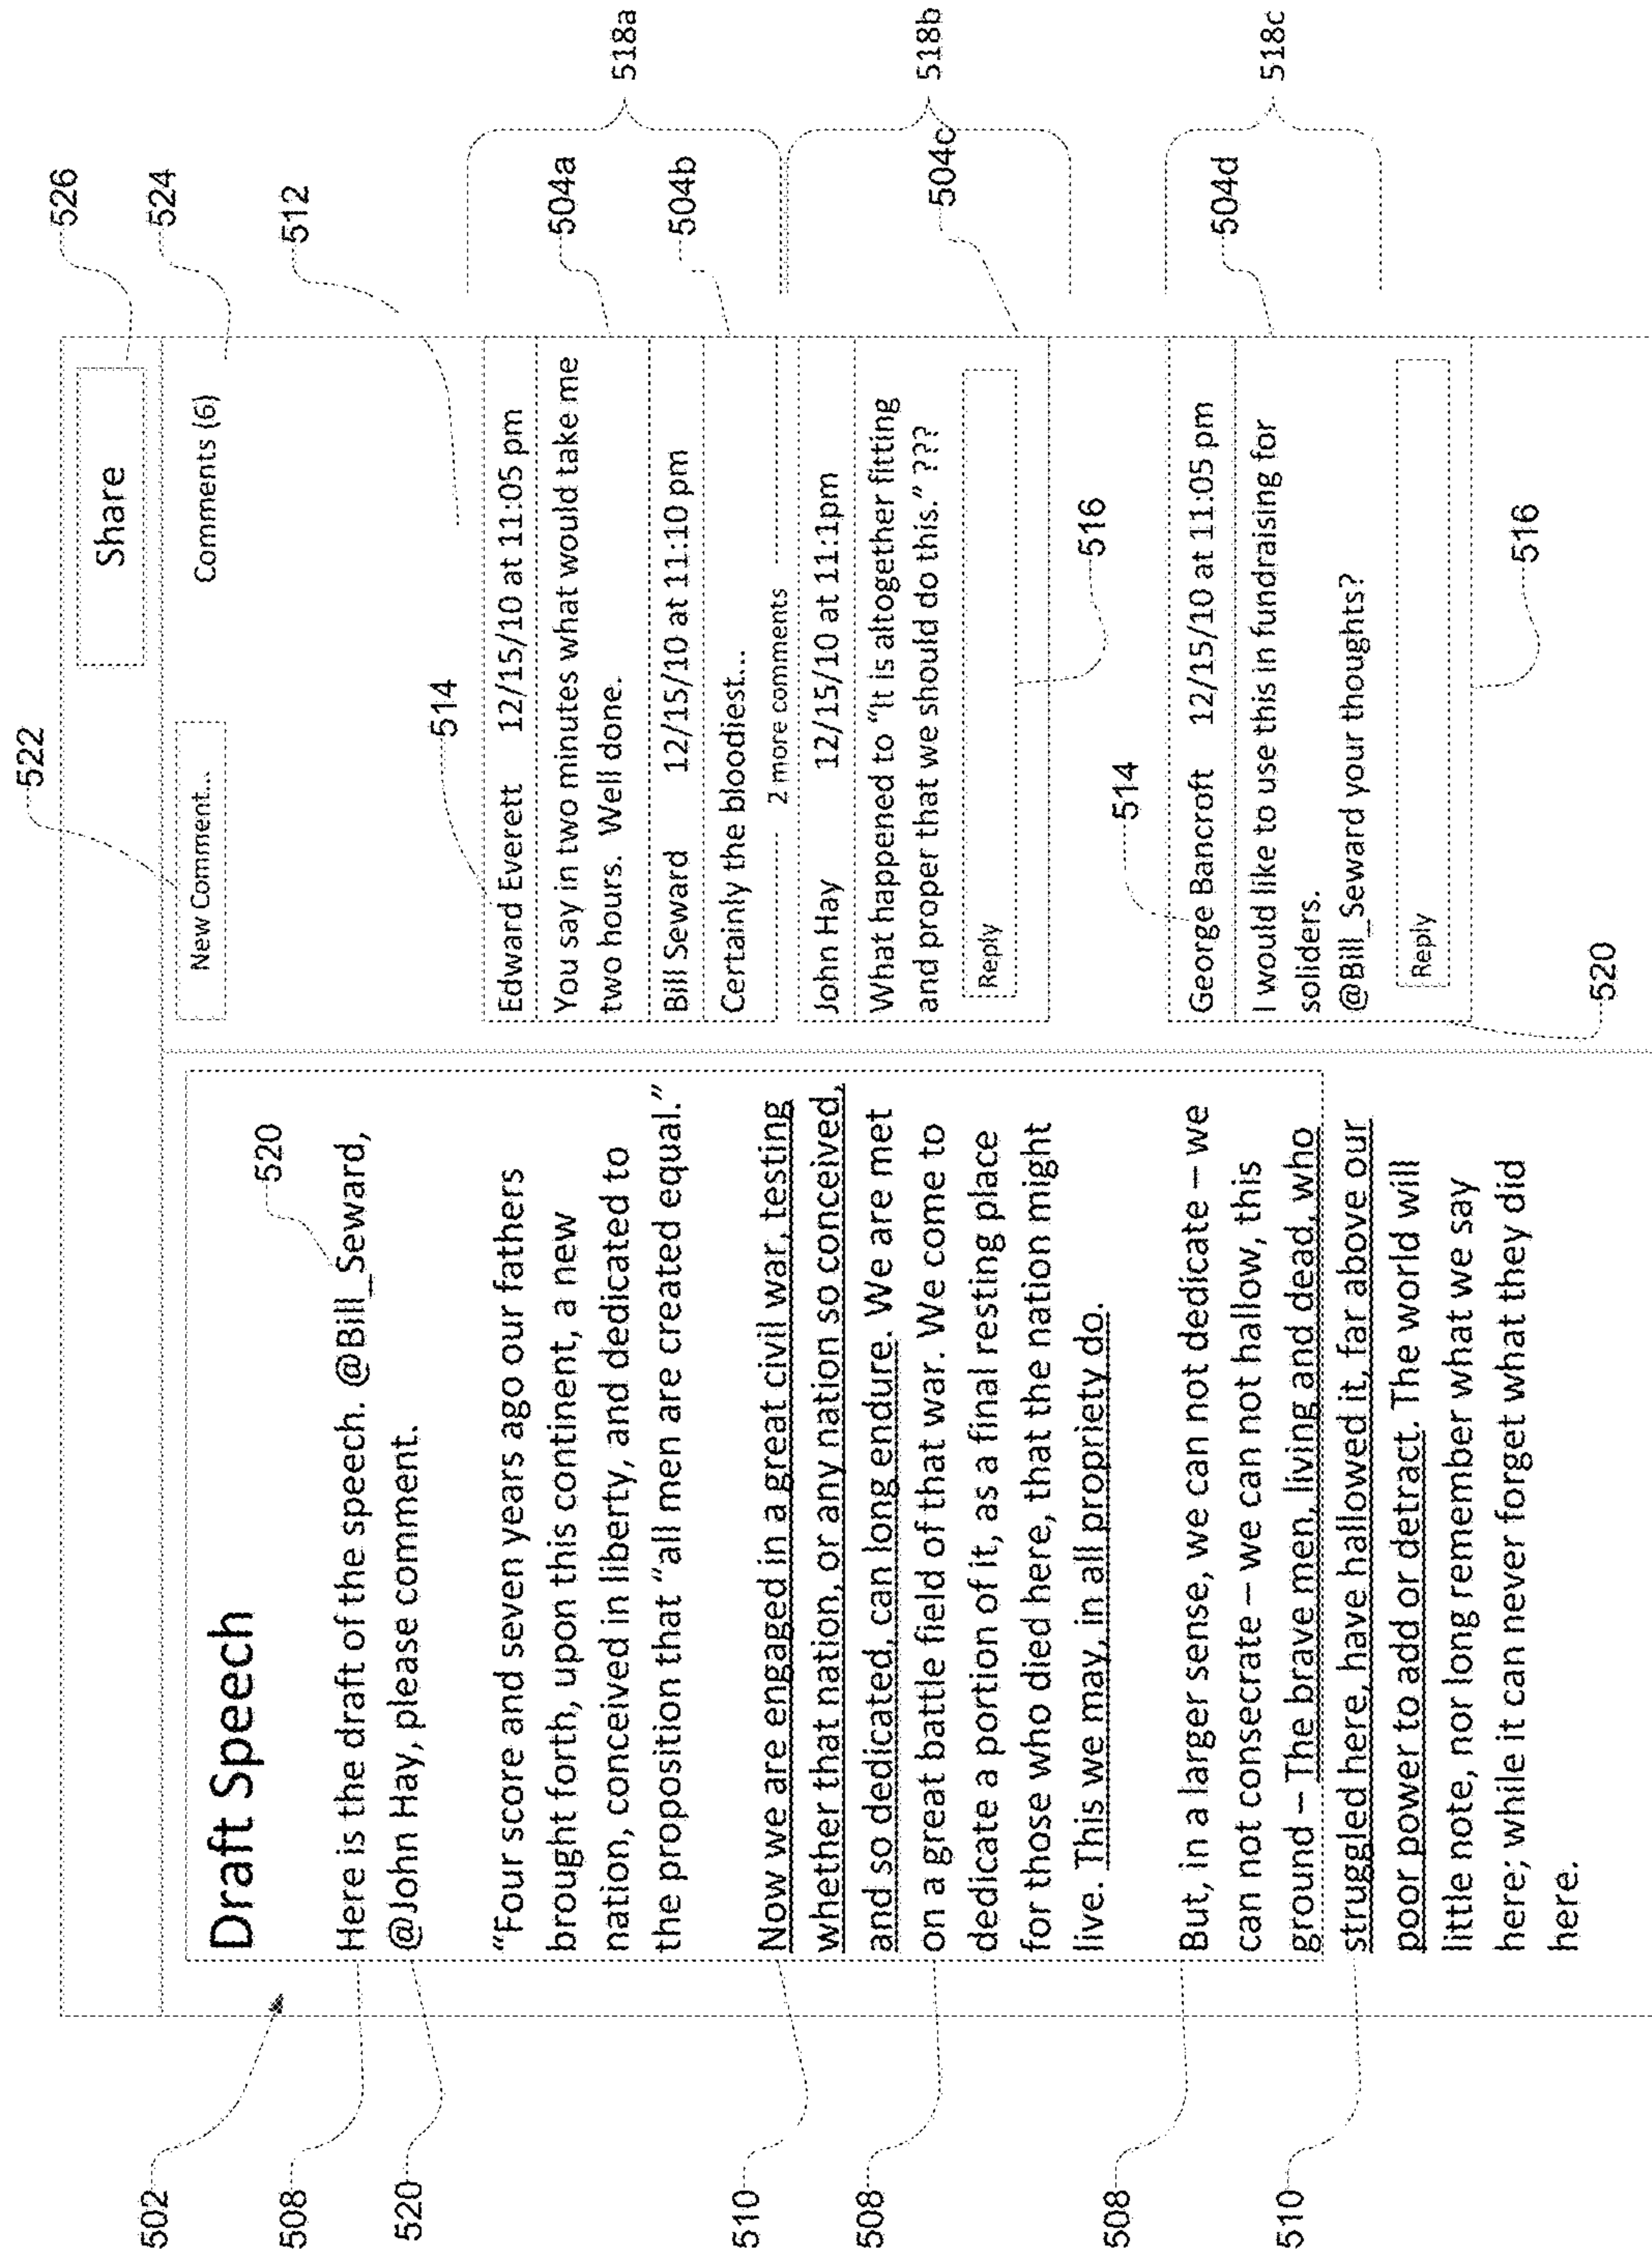 526
Share
522
New Comment...
Comments (6)
524
512
502
Draft Speech
508
Here is the draft of the speech. @Bill_Seward,
520
520
@John Hay, please comment.
"Four score and seven years ago our fathers
brought forth, upon this continent, a new
nation, conceived in liberty, and dedicated to
the proposition that "all men are created equal."
510
Now we are engaged in a great civil war, testing
whether that nation, or any nation so conceived,
and so dedicated, can long endure. We are met
508
on a great battle field of that war. We come to
dedicate a portion of it, as a final resting place
for those who died here, that the nation might
live. This we may, in all propriety do.
508
But, in a larger sense, we can not dedicate – we
can not consecrate – we can not hallow, this
ground – The brave men, living and dead, who
510
struggled here, have hallowed it, far above our
poor power to add or detract. The world will
little note, nor long remember what we say
here; while it can never forget what they did
here.
514
Edward Everett 12/15/10 at 11:05 pm
518a
You say in two minutes what would take me
two hours. Well done.
504a
Bill Seward 12/15/10 at 11:10 pm
Certainly the bloodiest...
504b
2 more comments
John Hay 12/15/10 at 11:1pm
518b
What happened to "it is altogether fitting
and proper that we should do this." ???
504c
Reply
516
514
George Bancroft 12/15/10 at 11:05 pm
518c
I would like to use this in fundraising for
soliders.
504d
@Bill_Seward your thoughts?
Reply
516
520